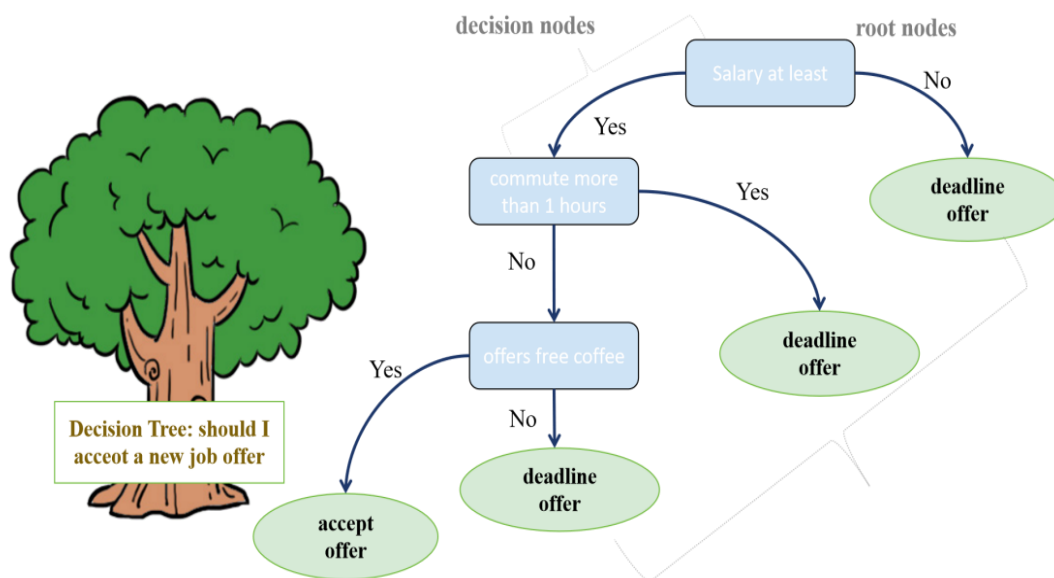 decision nodes
root nodes
Salary at least
No
Yes
commute more
than 1 hours
Yes
deadline
offer
No
deadline
offer
offers free coffee
Yes
No
Decision Tree: should I
acceot a new job offer
deadline
offer
accept
offer